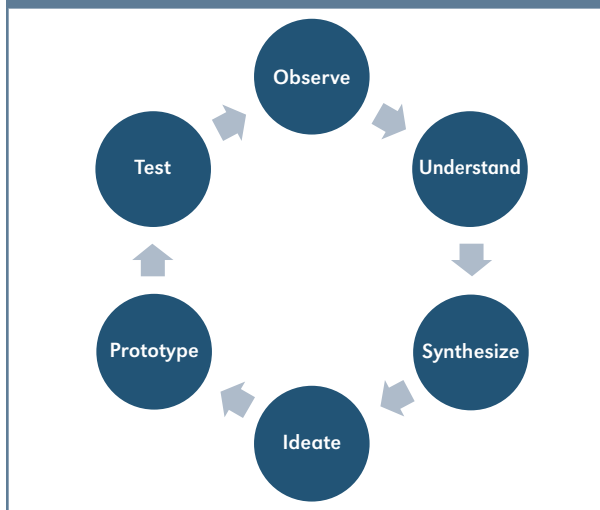 Observe
Understand
Synthesize
Ideate
Prototype
Test